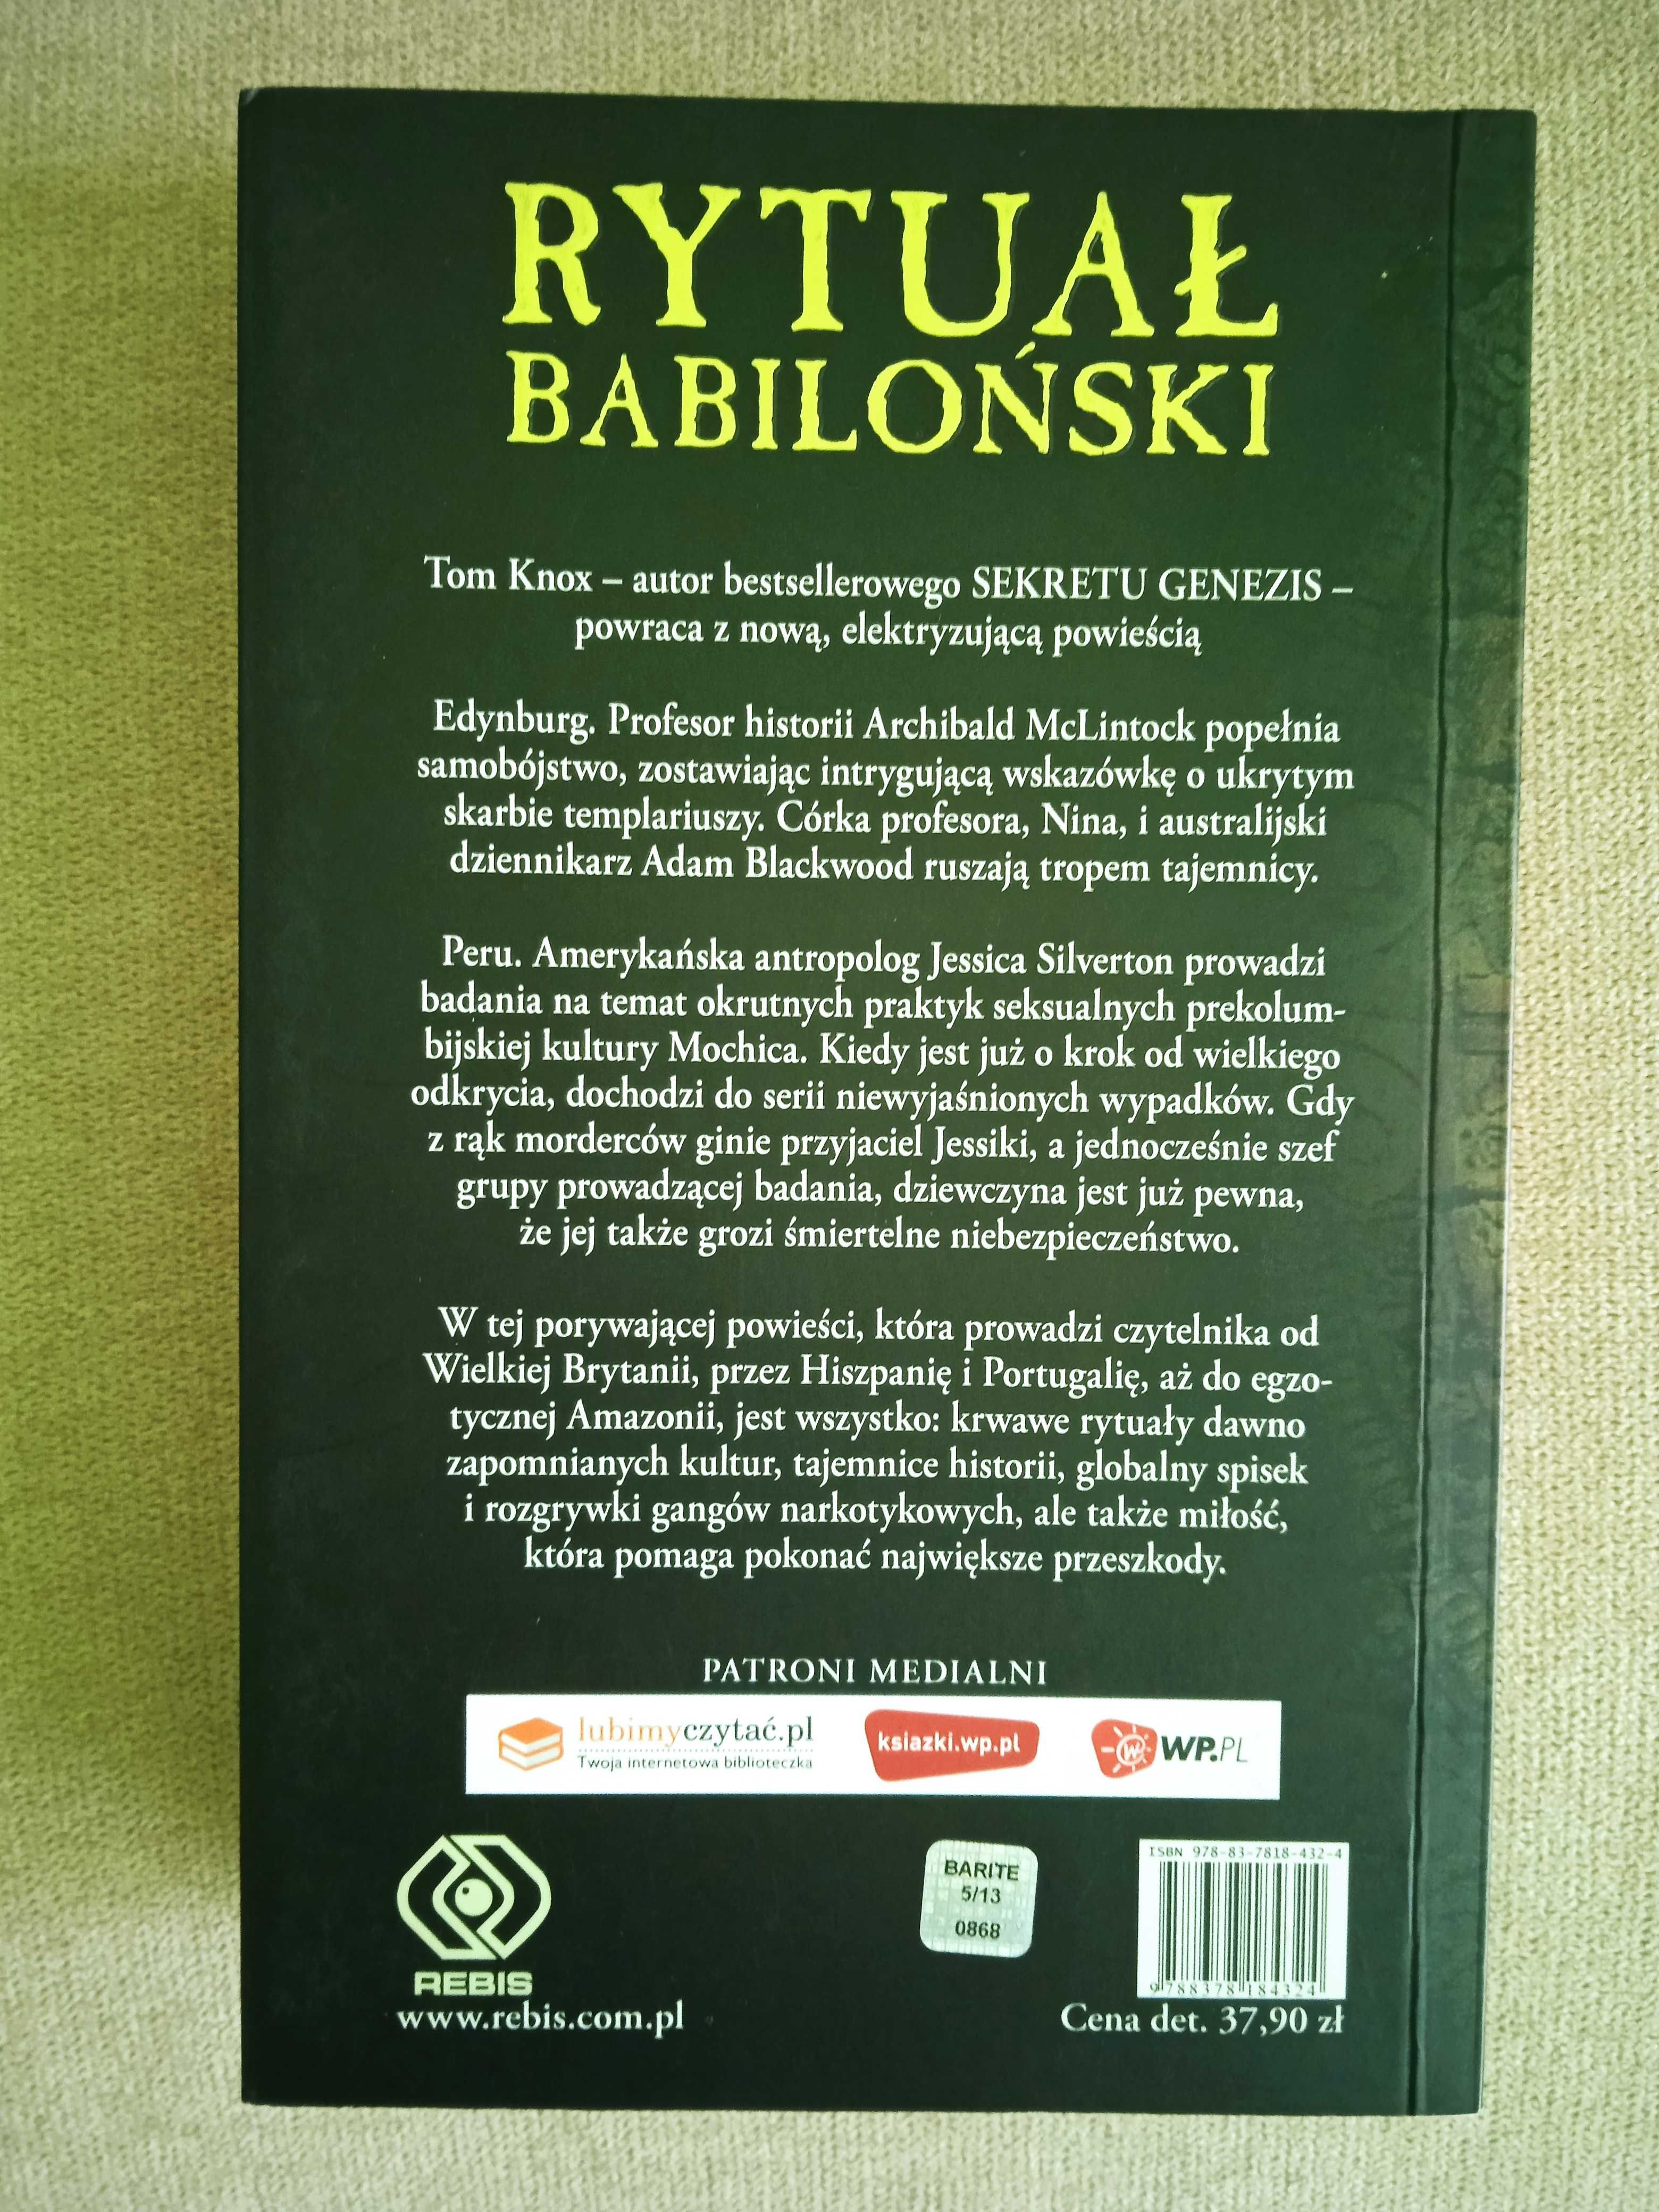 RYTUAŁ
BABILOŃSKI
Tom Knox – autor bestsellerowego SEKRETU GENEZIS –
powraca z nową, elektryzującą powieścią
Edynburg. Profesor historii Archibald McLintock popełnia
samobójstwo, zostawiając intrygującą wskazówkę o ukrytym
skarbie templariuszy. Córka profesora, Nina, i australijski
dziennikarz Adam Blackwood ruszają tropem tajemnicy.
Peru. Amerykańska antropolog Jessica Silverton prowadzi
badania na temat okrutnych praktyk seksualnych prekolum-
bijskiej kultury Mochica. Kiedy jest już o krok od wielkiego
odkrycia, dochodzi do serii niewyjaśnionych wypadków. Gdy
z rąk morderców ginie przyjaciel Jessiki, a jednocześnie szef
grupy prowadzącej badania, dziewczyna jest już pewna,
że jej także grozi śmiertelne niebezpieczeństwo.
W tej porywającej powieści, która prowadzi czytelnika od
Wielkiej Brytanii, przez Hiszpanię i Portugalię, aż do egzo-
tycznej Amazonii, jest wszystko: krwawe rytuały dawno
zapomnianych kultur, tajemnice historii, globalny spisek
i rozgrywki gangów narkotykowych, ale także miłość,
która pomaga pokonać największe przeszkody.
PATRONI MEDIALNI
lubimyczytać.pl
Twoja internetowa biblioteczka
ksiazki.wp.pl
W WP.PL
BARITE
5/13
0868
ISBN 978-83-7818-432-4
9 788378 184324
REBIS
www.rebis.com.pl
Cena det. 37,90 zł